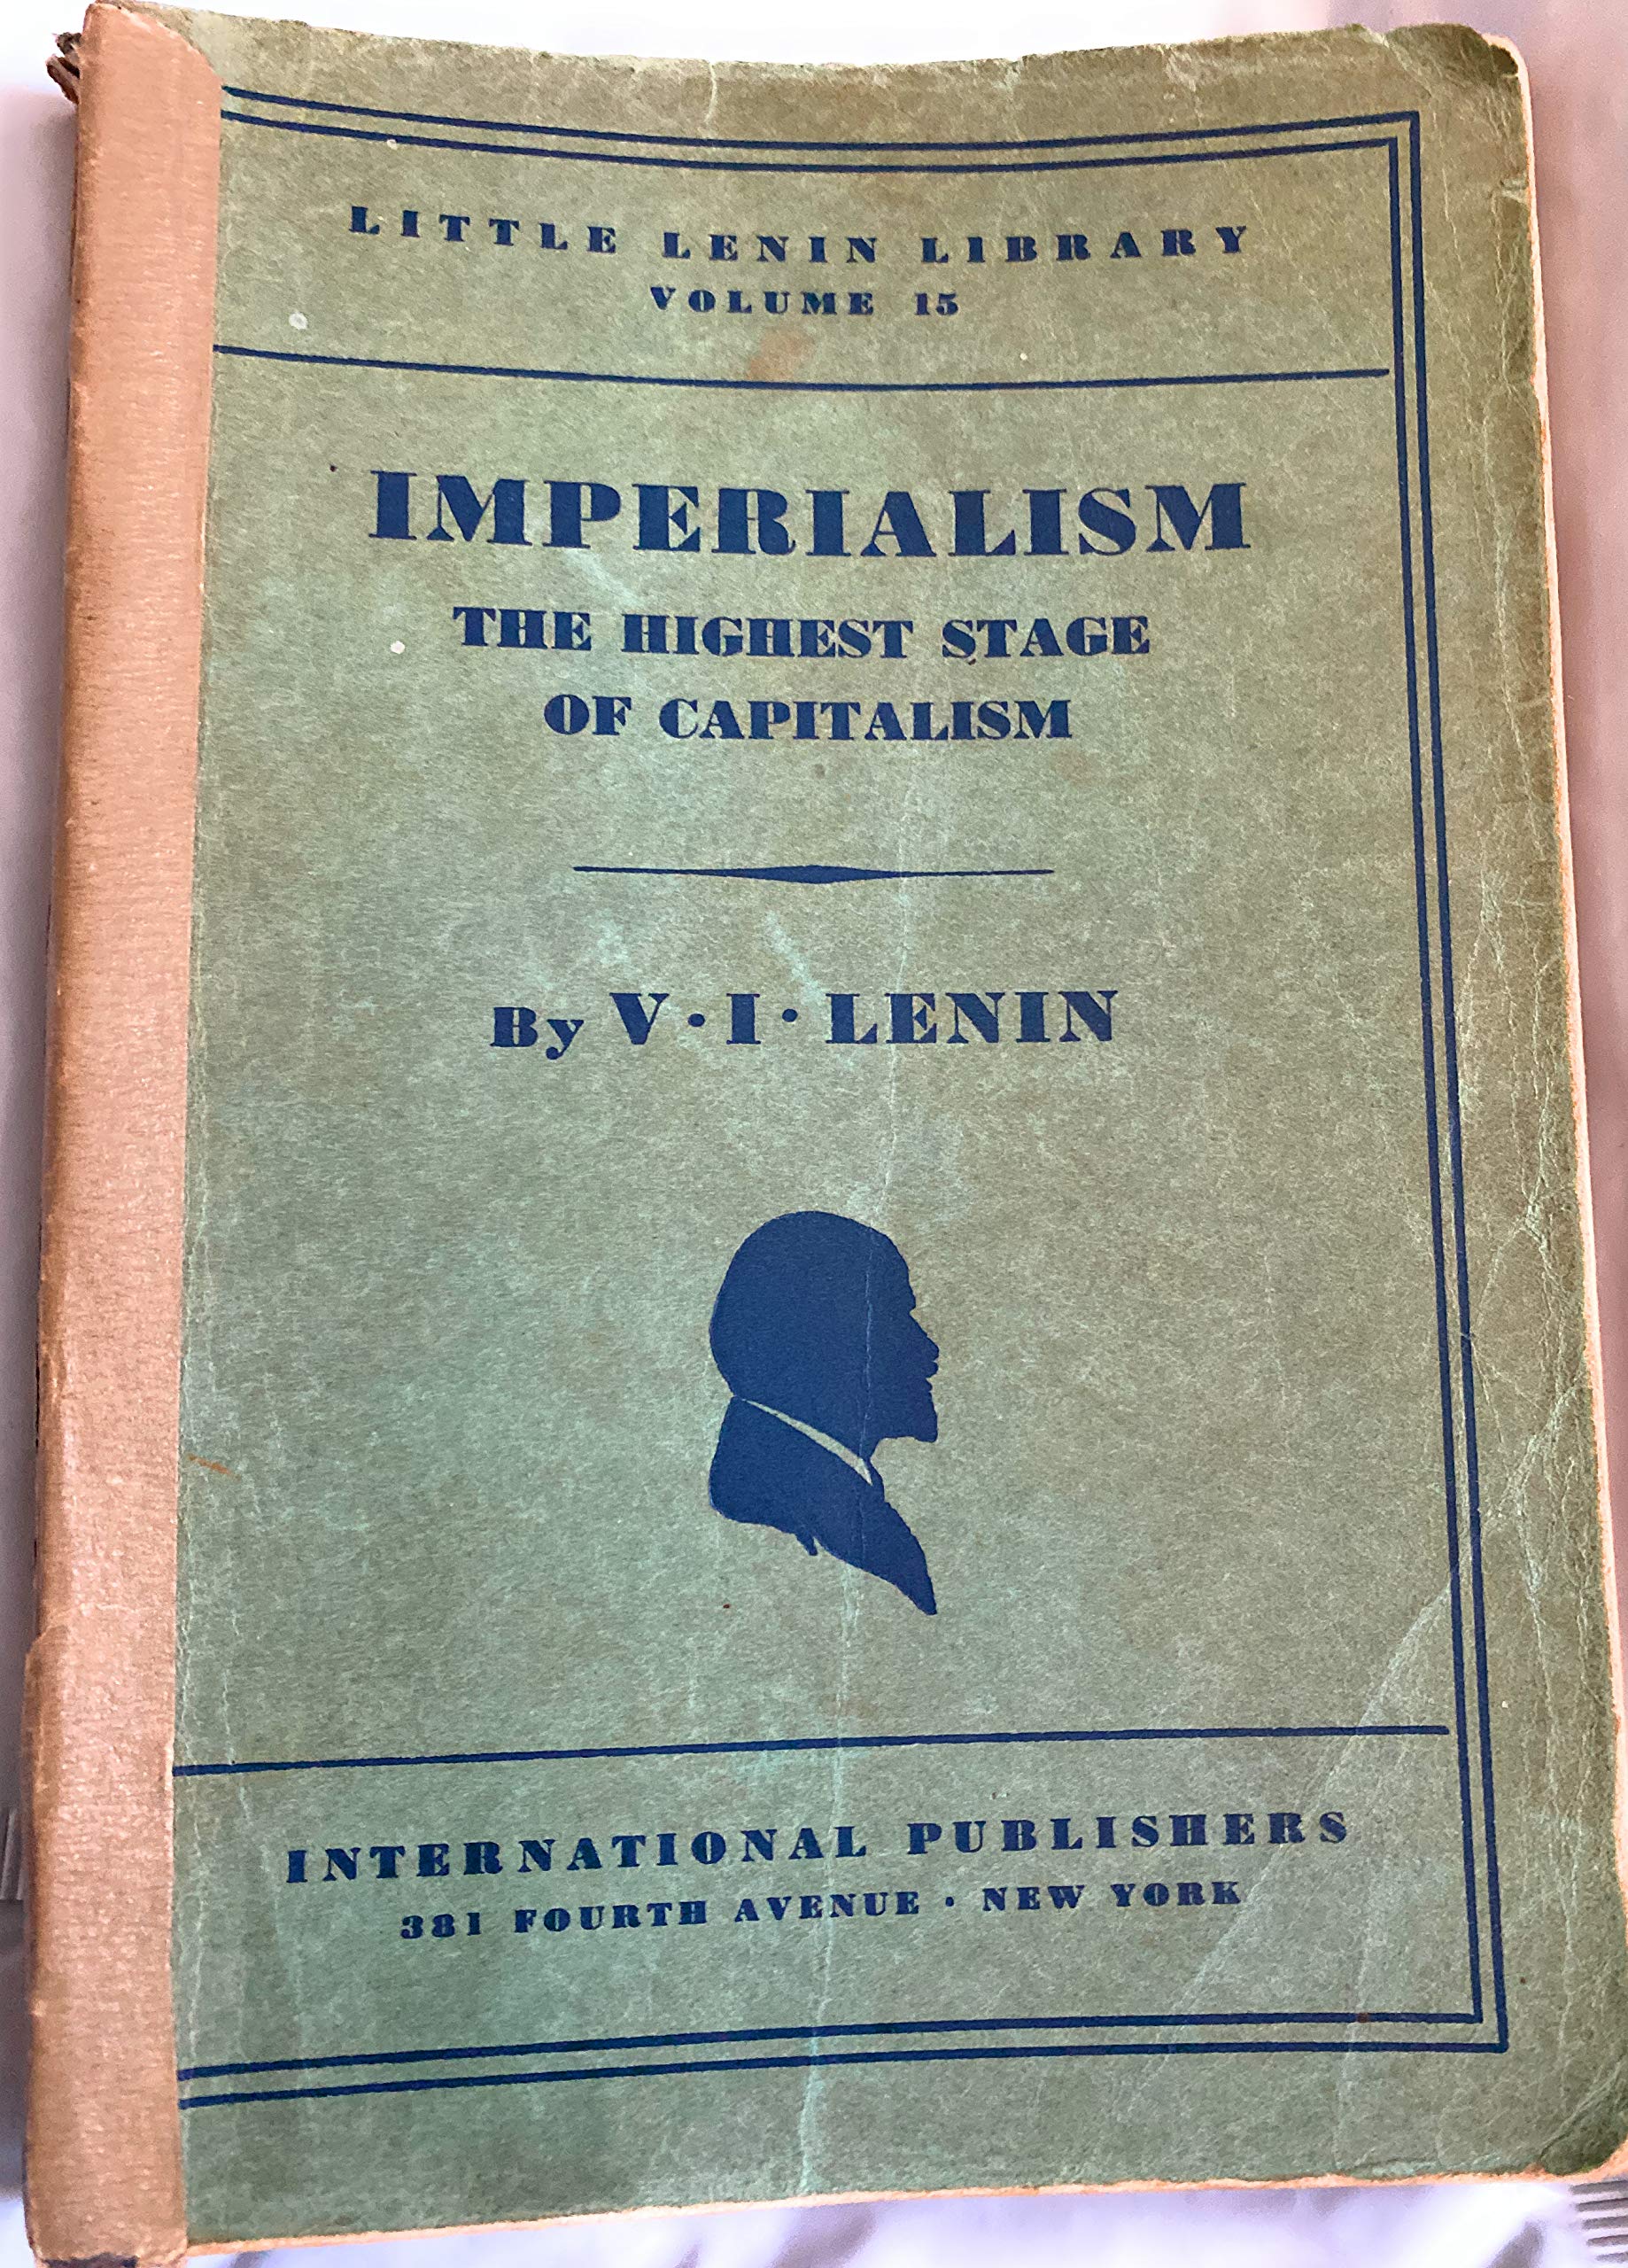 LITTLE LENIN LIBRARY
VOLUME 15
IMPERIALISM
THE HIGHEST STAGE
OF CAPITALISM
By V·I·LENIN
INTERNATIONAL PUBLISHERS
381 FOURTH AVENUE · NEW YORK